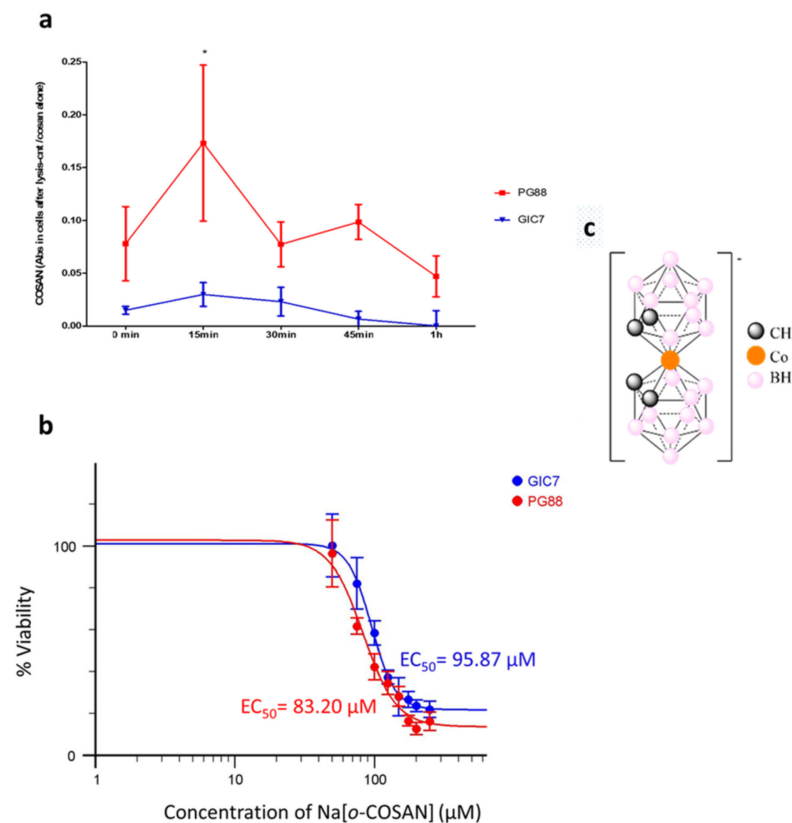 a
*
COSAN (Abs in cells after lysis-cnt /cosan alone)
0.25
0.20
0.15
0.10
0.05
0.00
0 min
15min
30min
45min
1h
PG88
GIC7
c
-
CH
Co
BH
b
GIC7
PG88
% Viability
100
0
EC50= 95.87 µM
EC50= 83.20 µM
1
10
100
Concentration of Na[o-COSAN] (µM)